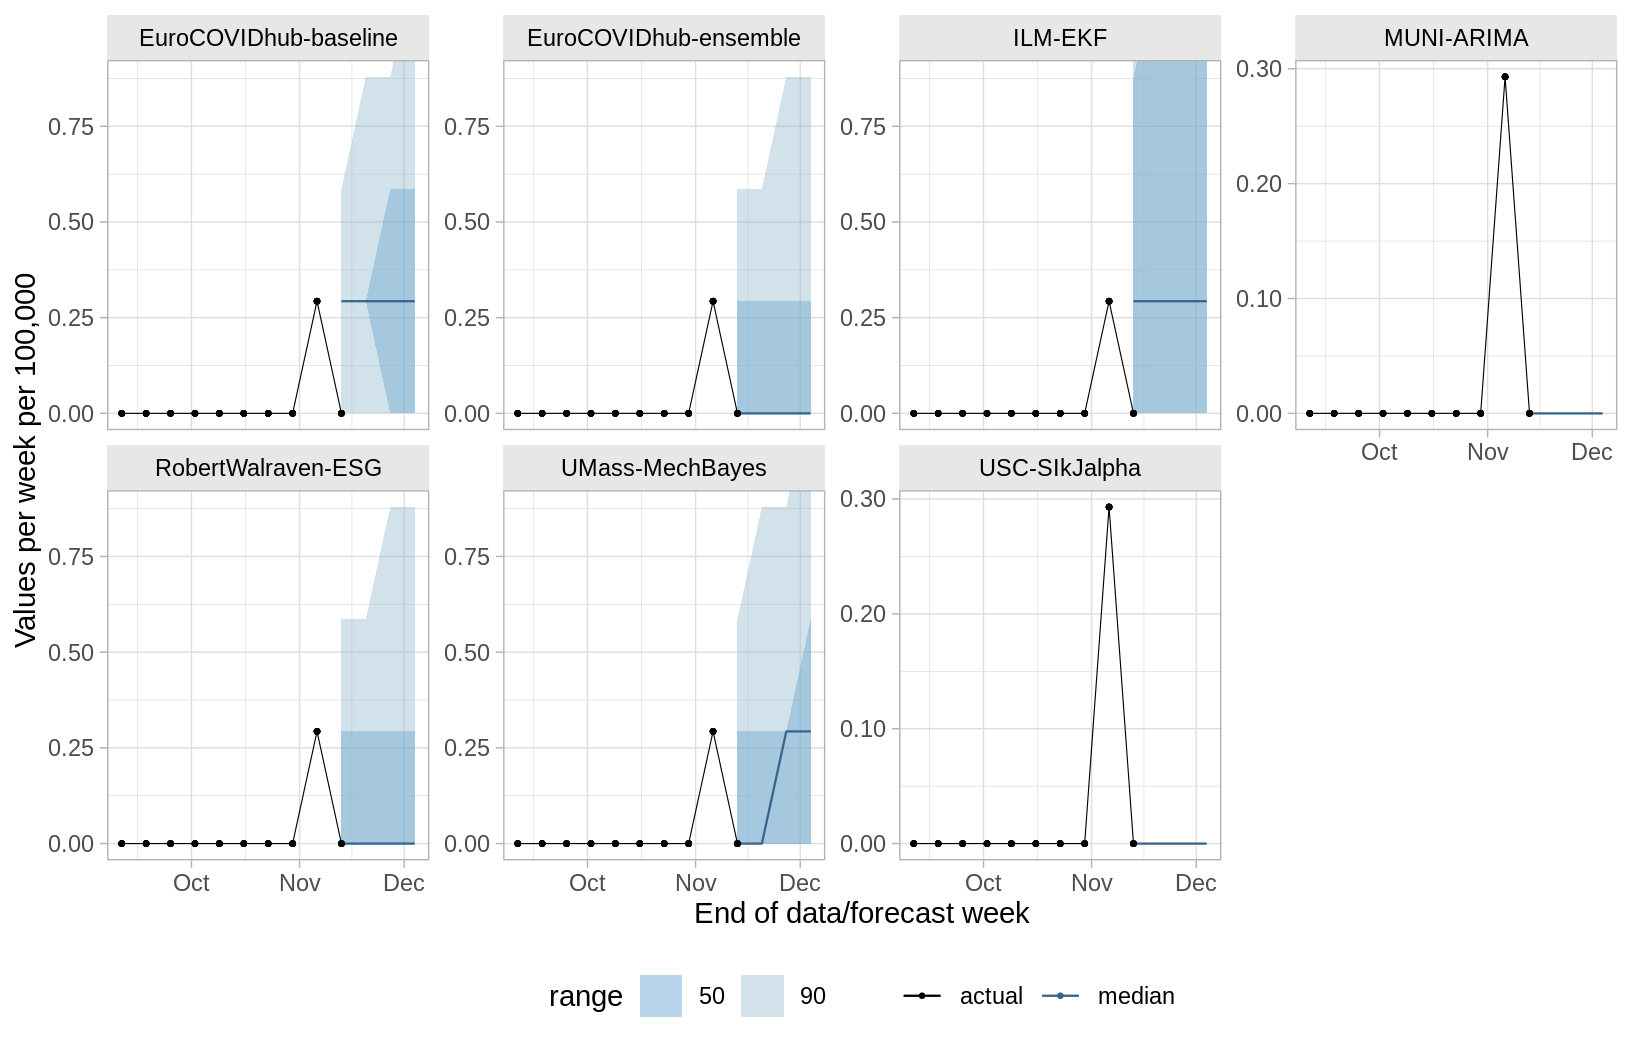 EuroCOVIDhub-baseline
EuroCOVIDhub-ensemble
ILM-EKF
MUNI-ARIMA
0.75
0.50
0.25
0.00
0.75
0.50
0.25
0.00
0.75
0.50
0.25
0.00
0.30
0.20
0.10
0.00
Oct Nov Dec
Values per week per 100,000
RobertWalraven-ESG
UMass-MechBayes
USC-SIkJalpha
0.75
0.50
0.25
0.00
0.75
0.50
0.25
0.00
0.30
0.20
0.10
0.00
Oct Nov Dec
Oct Nov Dec
Oct Nov Dec
End of data/forecast week
range 50 90 actual median